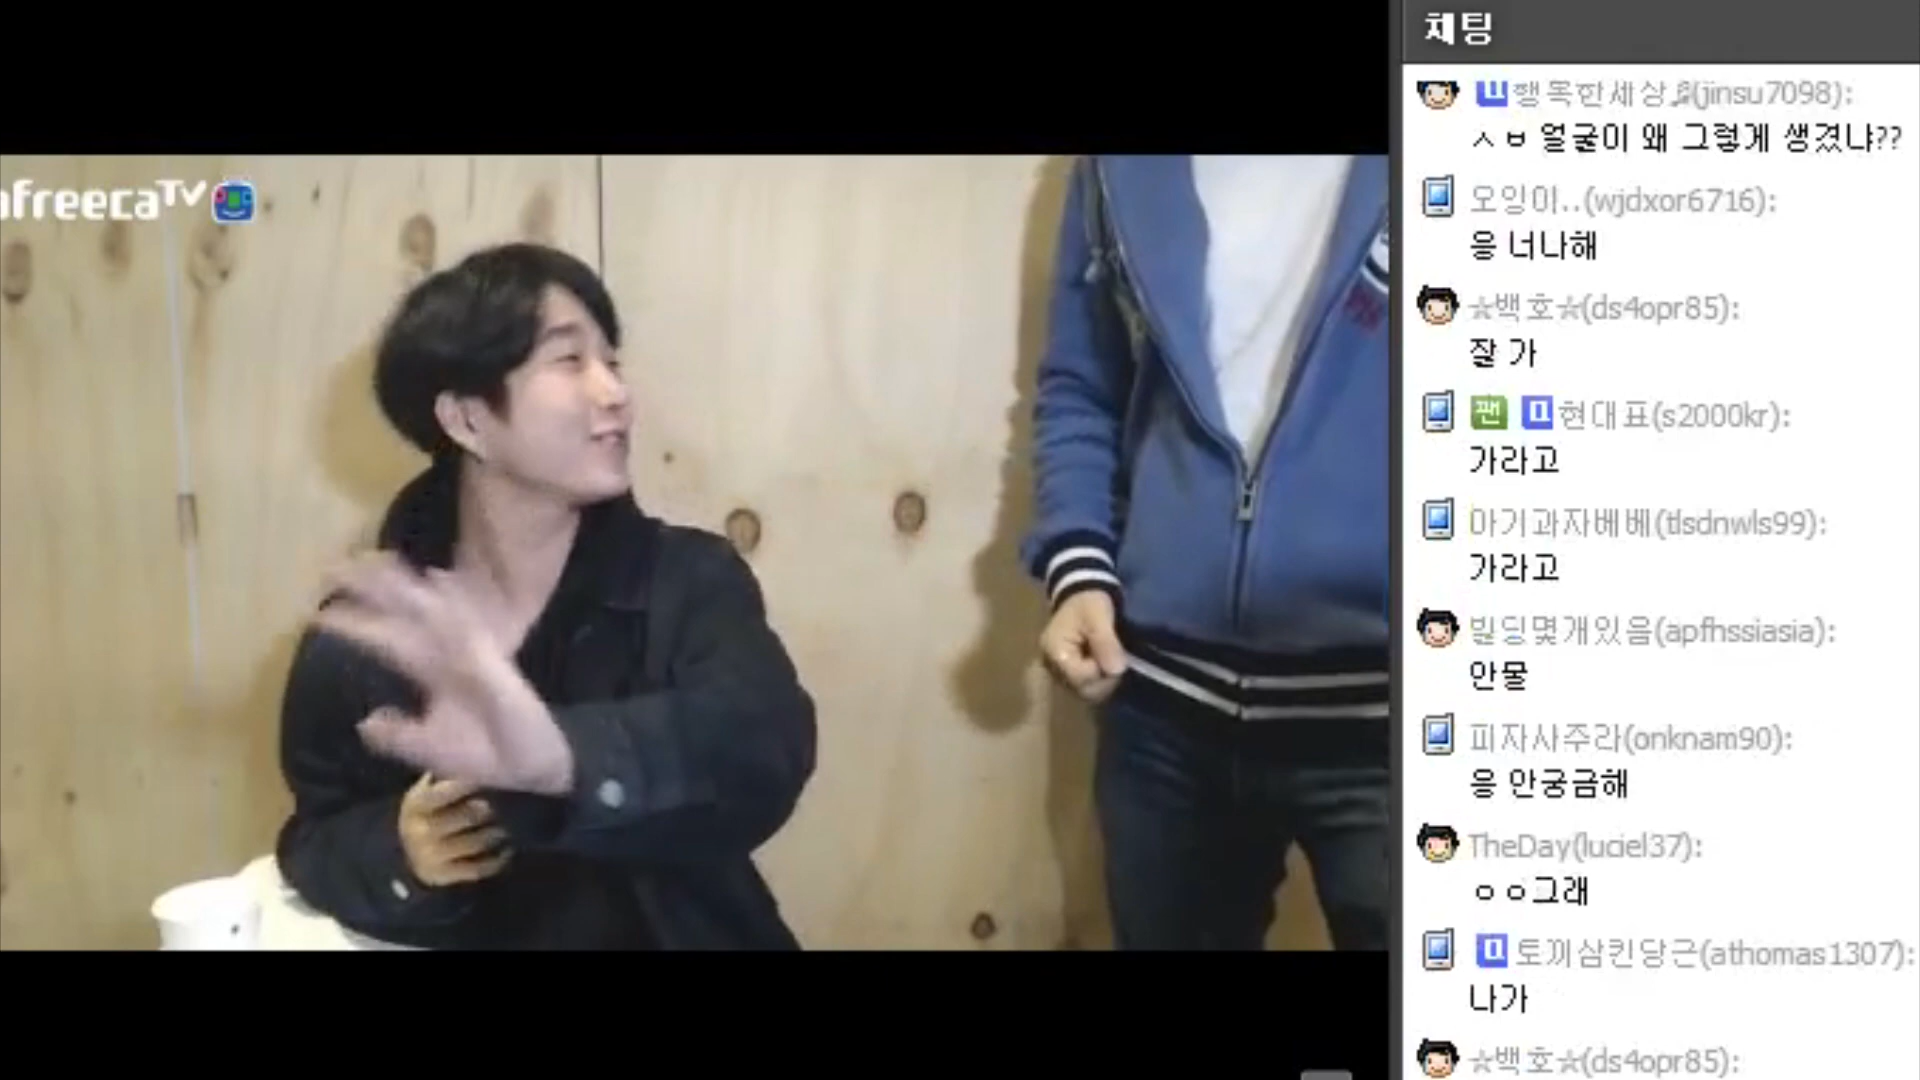 afreecaTV
채팅
행복한세상♬(jinsu7098):
ㅅㅂ 얼굴이 왜 그렇게 생겼냐??
오잉이..(wjdxor6716):
응 너나해
☆백호☆(ds4opr85):
잘 가
팬 현대표(s2000kr):
가라고
아기과자베베(tlsdnwls99):
가라고
빌딩몇개있음(apfhssiasia):
안물
피자사주라(onknam90):
응 안궁금해
TheDay(luciel37):
ㅇㅇ그래
토끼삼킨당근(athomas1307):
나가
☆백호☆(ds4opr85):